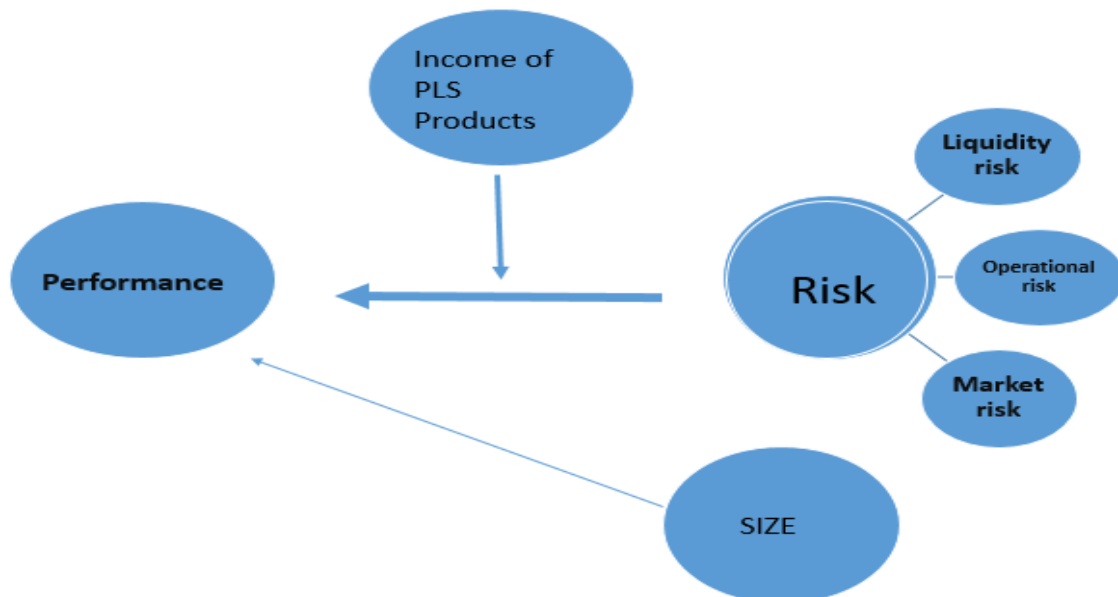 Income of
PLS
Products
Liquidity
risk
Performance
Risk
Operational
risk
Market
risk
SIZE